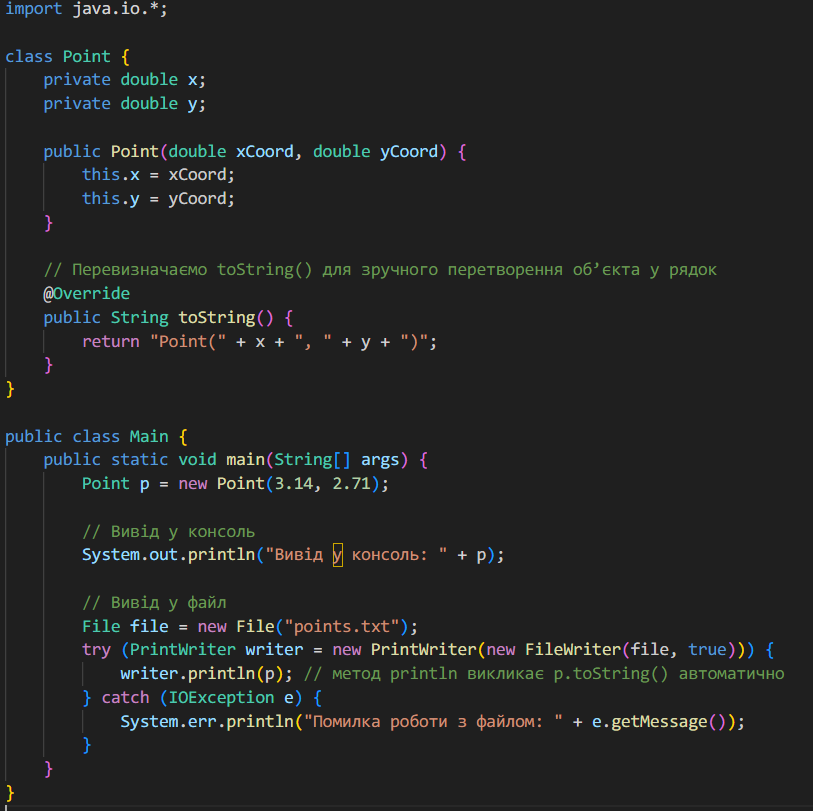 import java.io.*;
class Point {
    private double x;
    private double y;
    public Point(double xCoord, double yCoord) {
        this.x = xCoord;
        this.y = yCoord;
    }
    // Перевизначаємо toString() для зручного перетворення об’єкта у рядок
    @Override
    public String toString() {
        return "Point(" + x + ", " + y + ")";
    }
}
public class Main {
    public static void main(String[] args) {
        Point p = new Point(3.14, 2.71);
        // Вивід у консоль
        System.out.println("Вивід у консоль: " + p);
        // Вивід у файл
        File file = new File("points.txt");
        try (PrintWriter writer = new PrintWriter(new FileWriter(file, true))) {
            writer.println(p); // метод println викликає p.toString() автоматично
        } catch (IOException e) {
            System.err.println("Помилка роботи з файлом: " + e.getMessage());
        }
    }
}